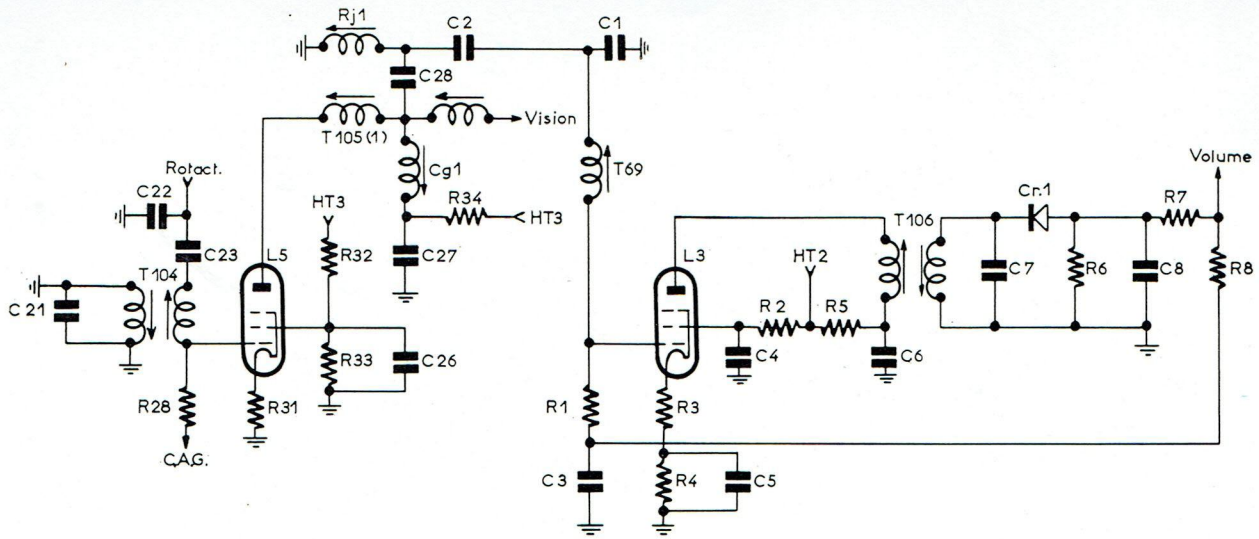 Rj1
C2
C1
C28
T105(1)
Vision
Rotact.
Cg1
T69
Volume
C22
HT3
R34
HT3
R7
Cr.1
T106
C23
L5
R32
C27
L3
HT2
T104
C7
R6
C8
R8
C21
R2
R5
R33
C26
C4
C6
R28
R31
R1
R3
C.A.G.
C3
R4
C5